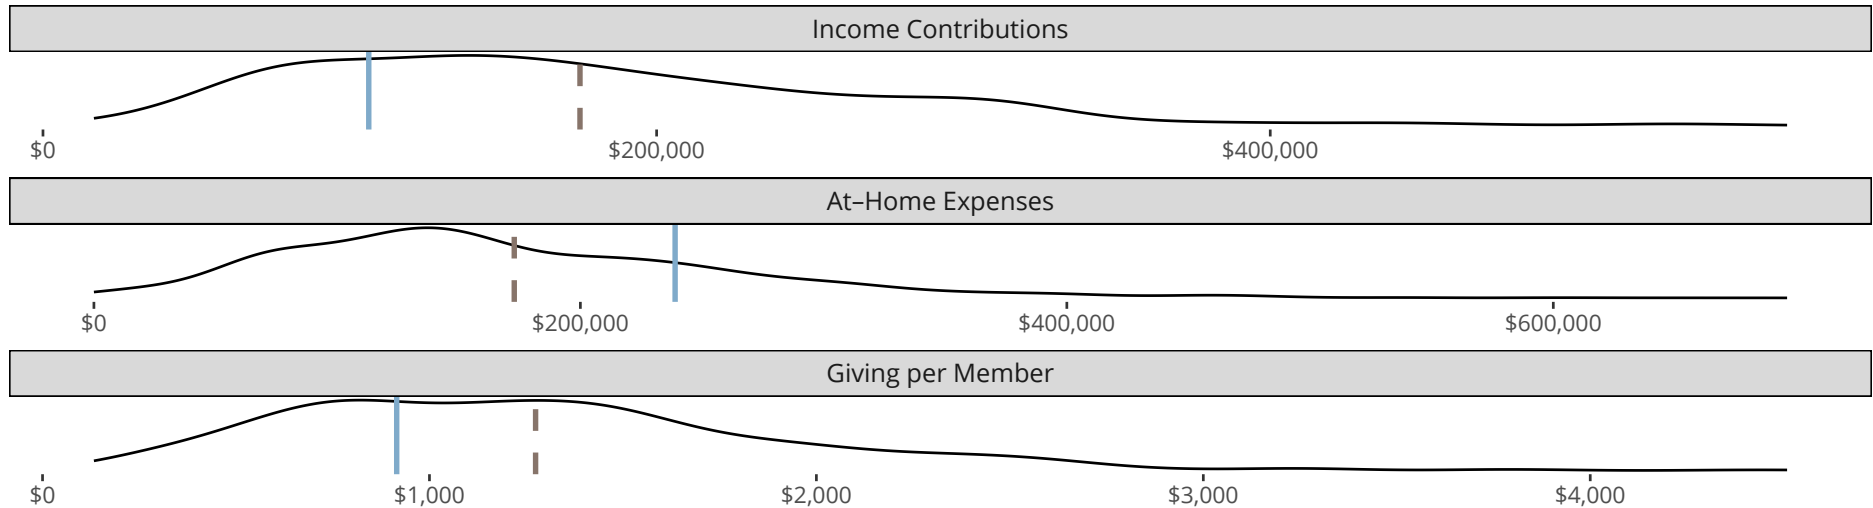 Income Contributions
$0 $200,000 $400,000
At–Home Expenses
$0 $200,000 $400,000 $600,000
Giving per Member
$0 $1,000 $2,000 $3,000 $4,000